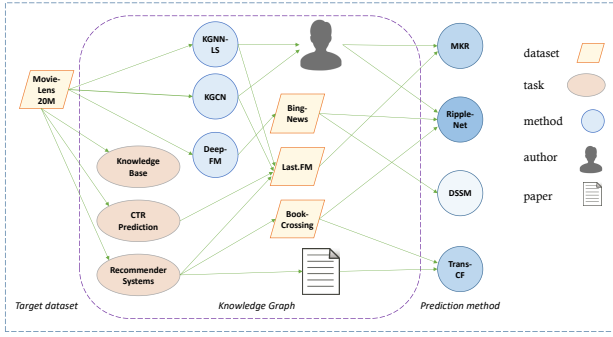 KGNN-
LS
MKR
dataset
Movie-
Lens
20M
KGCN
task
Bing-
News
Ripple-
Net
method
Deep-
FM
Knowledge
Base
Last.FM
author
DSSM
paper
CTR
Prediction
Book-
Crossing
Recommender
Systems
Trans-
CF
Target dataset
Knowledge Graph
Prediction method